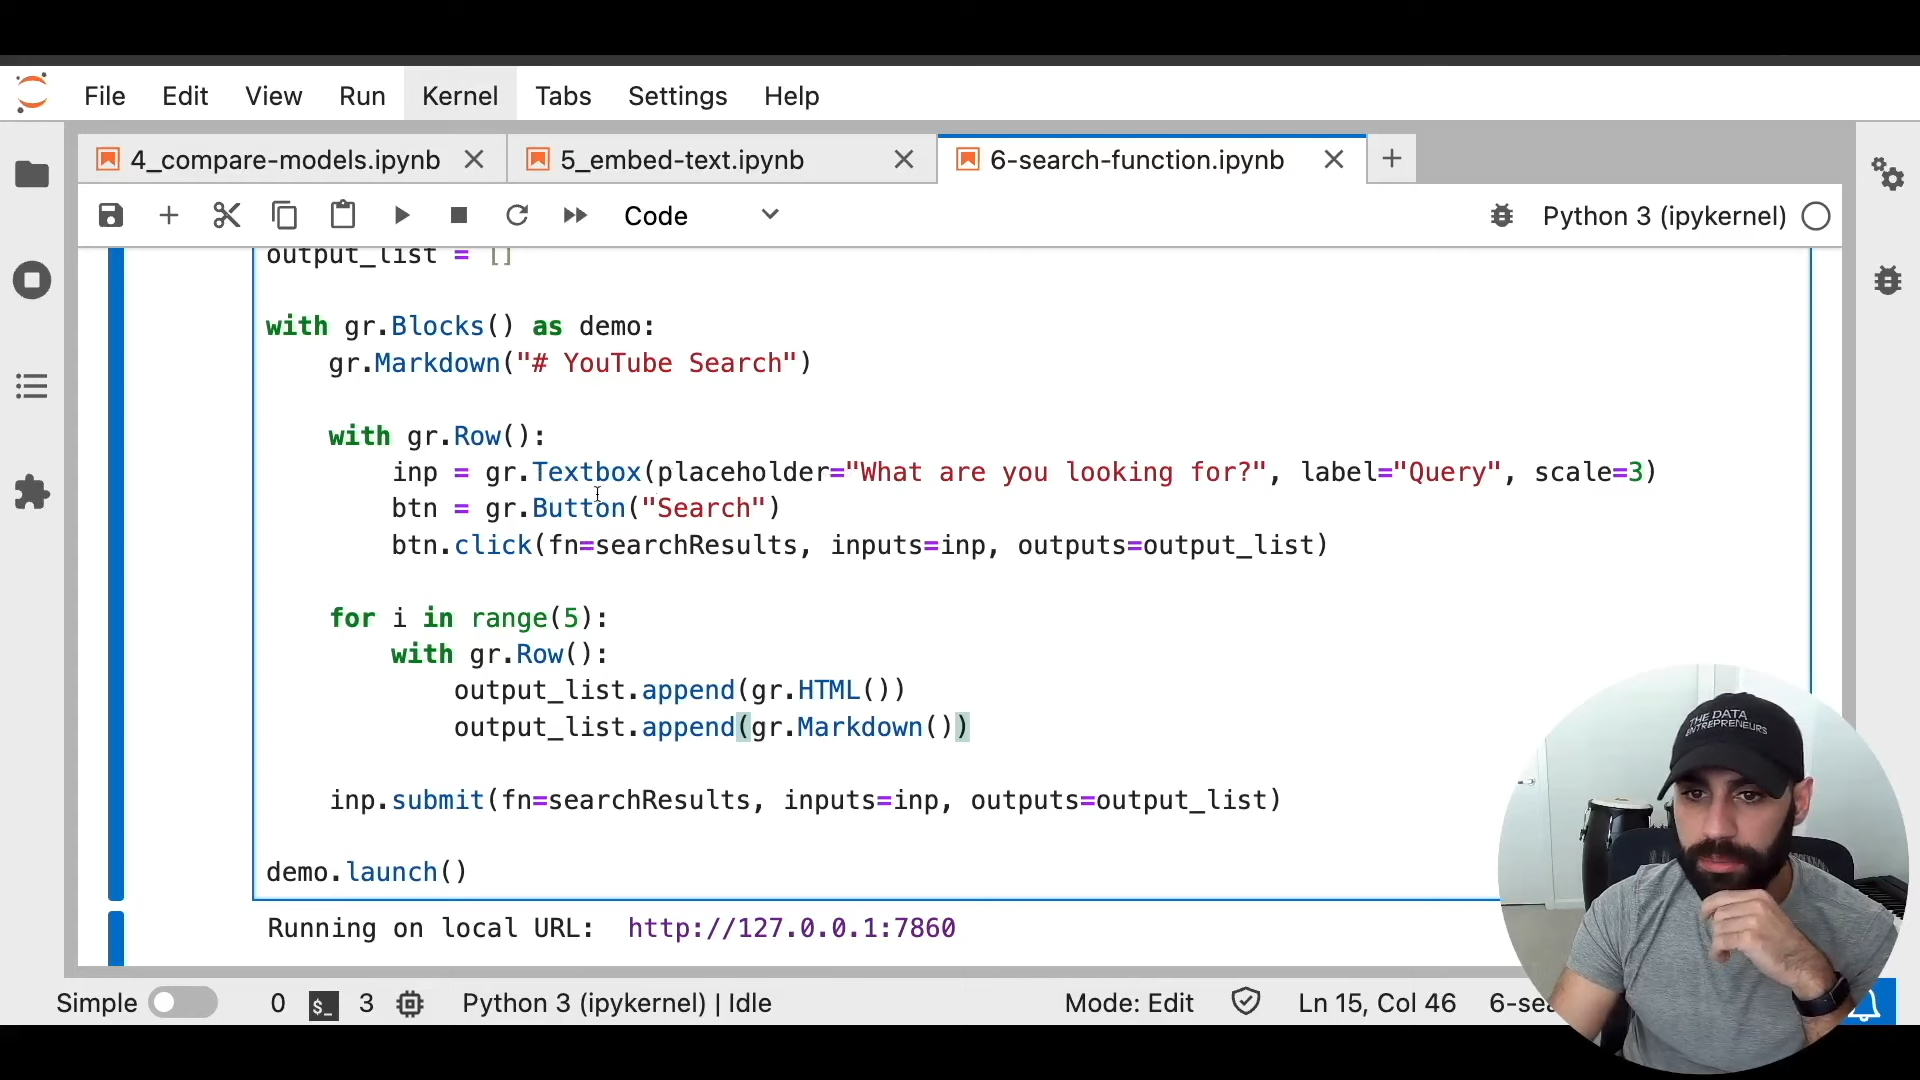 File Edit View Run Kernel Tabs Settings Help
4_compare-models.ipynb 5_embed-text.ipynb 6-search-function.ipynb
Code Python 3 (ipykernel)
output_list = []
with gr.Blocks() as demo:
gr.Markdown("# YouTube Search")
with gr.Row():
inp = gr.Textbox(placeholder="What are you looking for?", label="Query", scale=3)
btn = gr.Button("Search")
btn.click(fn=searchResults, inputs=inp, outputs=output_list)
for i in range(5):
with gr.Row():
output_list.append(gr.HTML())
output_list.append(gr.Markdown())
inp.submit(fn=searchResults, inputs=inp, outputs=output_list)
demo.launch()
Running on local URL: http://127.0.0.1:7860
THE DATA
ENTREPRENEURS
Simple 0 $_ 3 Python 3 (ipykernel) | Idle Mode: Edit Ln 15, Col 46 6-sea